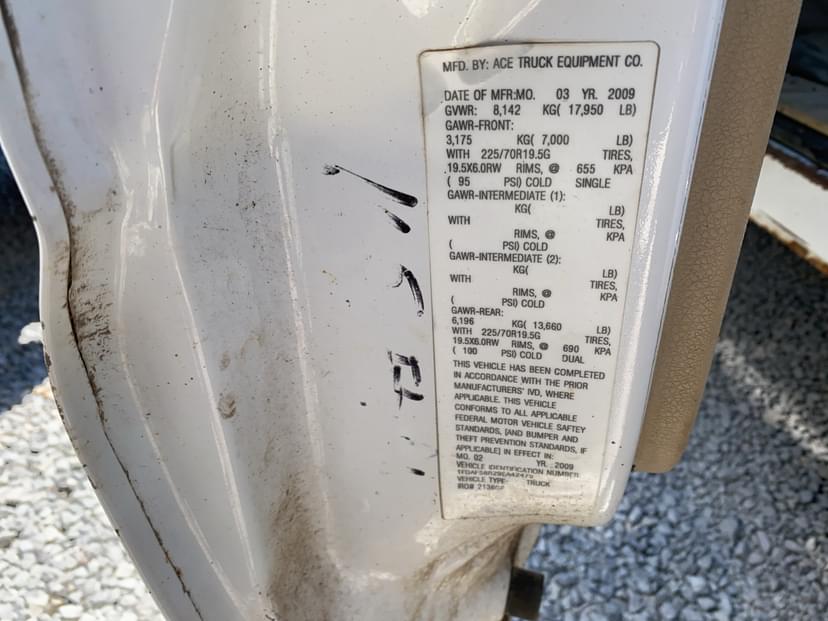 MFD. BY: ACE TRUCK EQUIPMENT CO.
DATE OF MFR:MO. 03 YR. 2009
GVWR: 8,142 KG( 17,950 LB)
GAWR-FRONT:
3,175 KG( 7,000 LB)
WITH 225/70R19.5G TIRES,
19.5X6.0RW RIMS, @ 655 KPA
( 95 PSI) COLD SINGLE
GAWR-INTERMEDIATE (1):
KG( LB)
WITH TIRES,
RIMS, @ KPA
( PSI) COLD
GAWR-INTERMEDIATE (2):
KG( LB)
WITH TIRES,
RIMS, @ KPA
( PSI) COLD
GAWR-REAR:
6,196 KG( 13,660 LB)
WITH 225/70R19.5G TIRES,
19.5X6.0RW RIMS, @ 690 KPA
( 100 PSI) COLD DUAL
THIS VEHICLE HAS BEEN COMPLETED
IN ACCORDANCE WITH THE PRIOR
MANUFACTURERS' IVD, WHERE
APPLICABLE. THIS VEHICLE
CONFORMS TO ALL APPLICABLE
FEDERAL MOTOR VEHICLE SAFTEY
STANDARDS, [AND BUMPER AND
THEFT PREVENTION STANDARDS, IF
APPLICABLE] IN EFFECT IN:
MO. 02 YR. 2009
VEHICLE IDENTIFICATION NUMBER:
VEHICLE TYPE: TRUCK